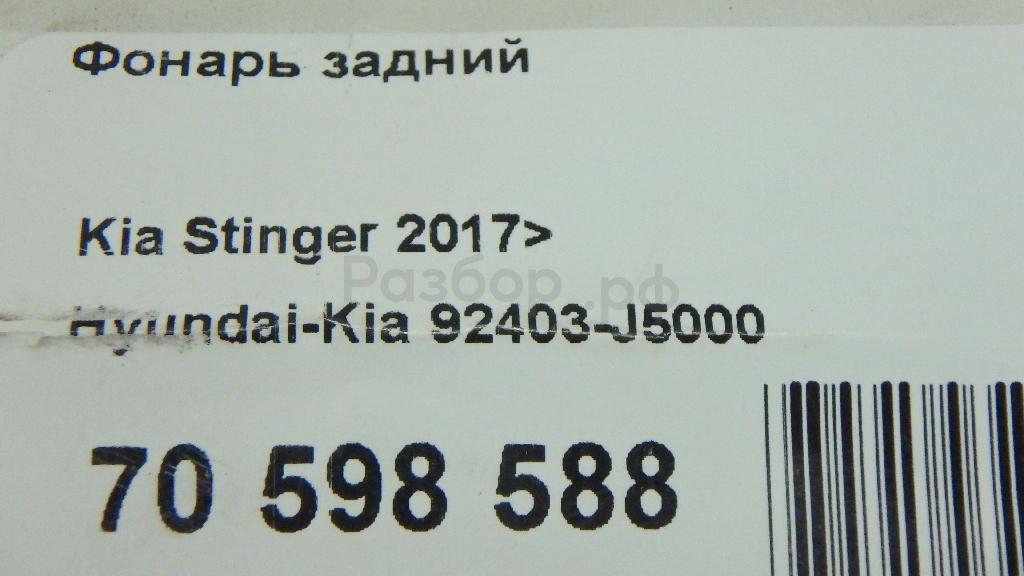 Фонарь задний
Kia Stinger 2017>
Разбор.рф
Hyundai-Kia 92403-J5000
70 598 588